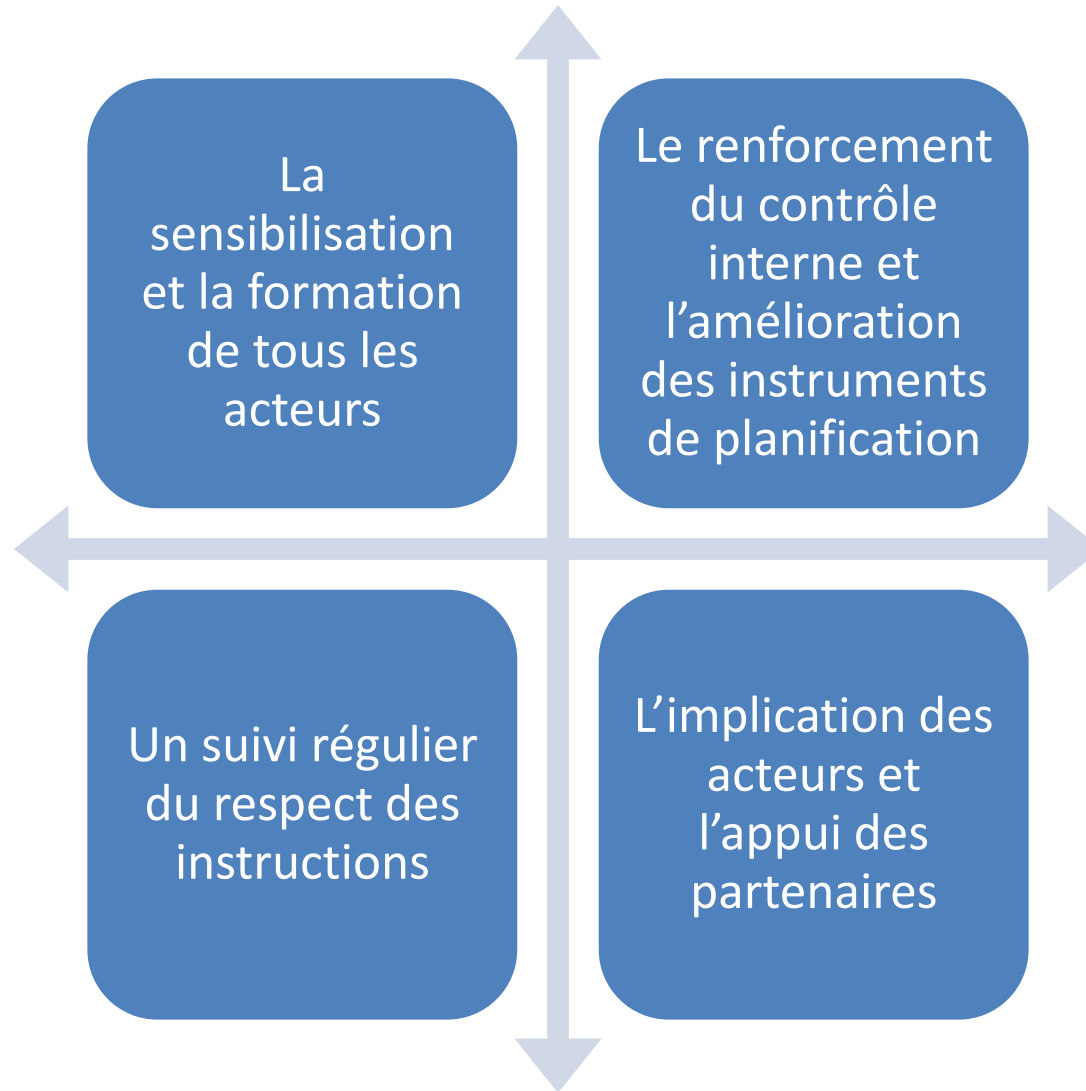 La
sensibilisation
et la formation
de tous les
acteurs
Le renforcement
du contrôle
interne et
l’amélioration
des instruments
de planification
Un suivi régulier
du respect des
instructions
L’implication des
acteurs et
l’appui des
partenaires